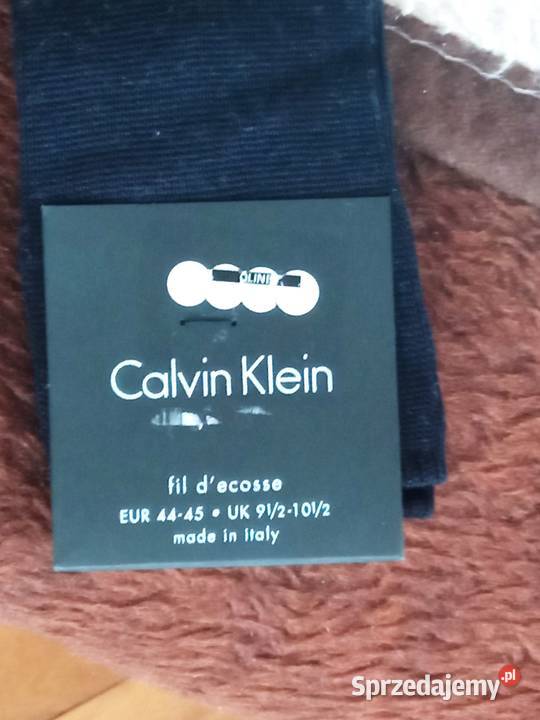 Calvin Klein
fil d'ecosse
EUR 44-45 • UK 9½-10½
made in italy
Sprzedajemy.pl